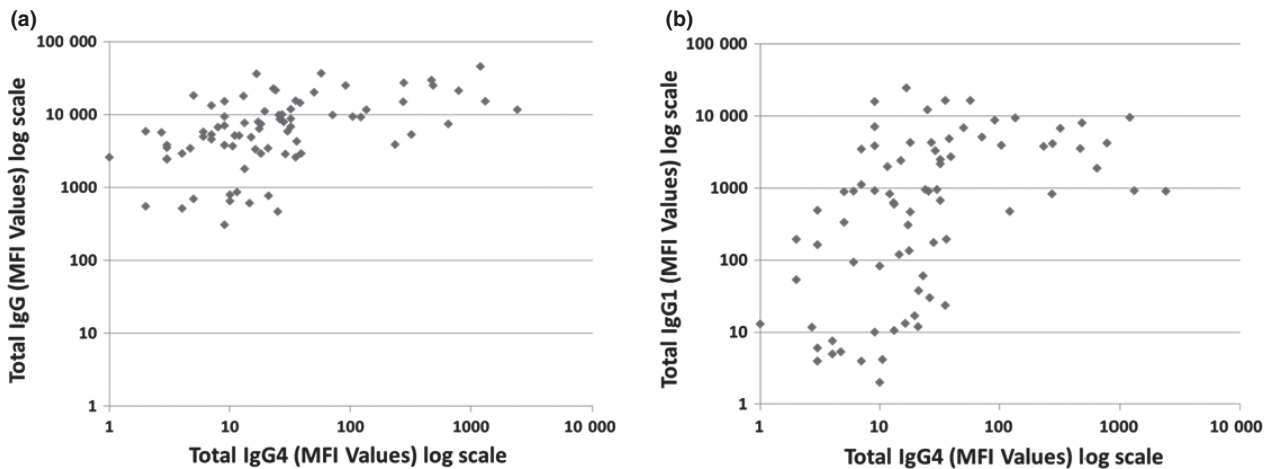 (a)
100 000
10 000
1000
100
10
1
1 10 100 1000 10 000
Total IgG (MFI Values) log scale
Total IgG4 (MFI Values) log scale
(b)
100 000
10 000
1000
100
10
1
1 10 100 1000 10 000
Total IgG1 (MFI Values) log scale
Total IgG4 (MFI Values) log scale